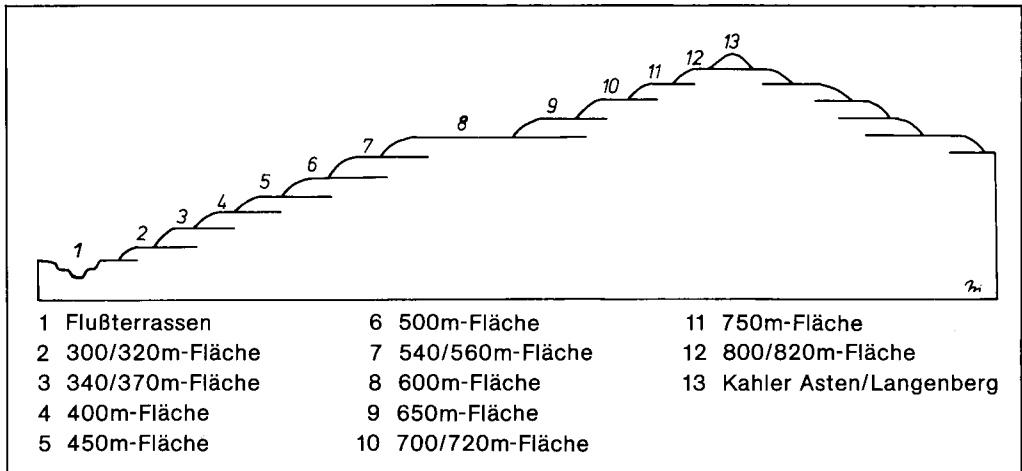 13
12
11
10
9
8
7
6
5
4
3
2
1
1 Flußterrassen
2 300/320m-Fläche
3 340/370m-Fläche
4 400m-Fläche
5 450m-Fläche
6 500m-Fläche
7 540/560m-Fläche
8 600m-Fläche
9 650m-Fläche
10 700/720m-Fläche
11 750m-Fläche
12 800/820m-Fläche
13 Kahler Asten/Langenberg